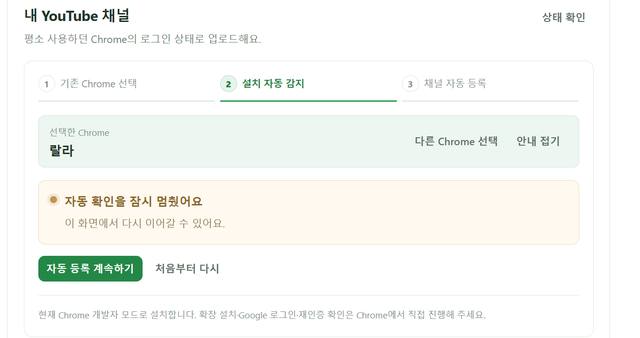 내 YouTube 채널
상태 확인
평소 사용하던 Chrome의 로그인 상태로 업로드해요.
1 기존 Chrome 선택
2 설치 자동 감지
3 채널 자동 등록
선택한 Chrome
랄라
다른 Chrome 선택
안내 접기
자동 확인을 잠시 멈췄어요
이 화면에서 다시 이어갈 수 있어요.
자동 등록 계속하기
처음부터 다시
현재 Chrome 개발자 모드로 설치합니다. 확장 설치·Google 로그인·재인증 확인은 Chrome에서 직접 진행해 주세요.